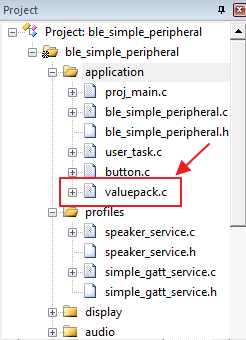 Project
Project: ble_simple_peripheral
ble_simple_peripheral
application
proj_main.c
ble_simple_peripheral.c
ble_simple_peripheral.h
user_task.c
button.c
valuepack.c
profiles
speaker_service.c
speaker_service.h
simple_gatt_service.c
simple_gatt_service.h
display
audio